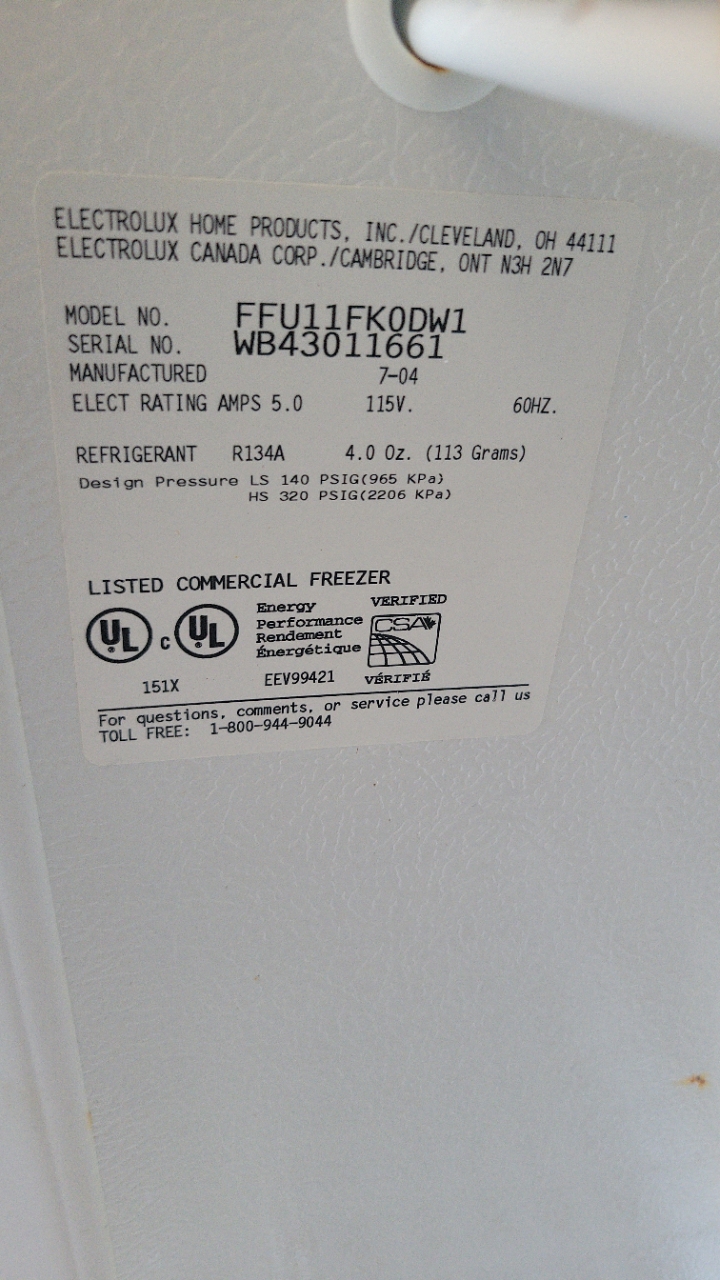 ELECTROLUX HOME PRODUCTS, INC./CLEVELAND, OH 44111
ELECTROLUX CANADA CORP./CAMBRIDGE, ONT N3H 2N7
MODEL NO. FFU11FK0DW1
SERIAL NO. WB43011661
MANUFACTURED 7-04
ELECT RATING AMPS 5.0 115V. 60HZ.
REFRIGERANT R134A 4.0 Oz. (113 Grams)
Design Pressure LS 140 PSIG(965 KPa)
HS 320 PSIG(2206 KPa)
LISTED COMMERCIAL FREEZER
UL c UL
Energy
Performance
Rendement
Énergétique
VERIFIED
CSA
VÉRIFIÉ
151X EEV99421
For questions, comments, or service please call us
TOLL FREE: 1-800-944-9044